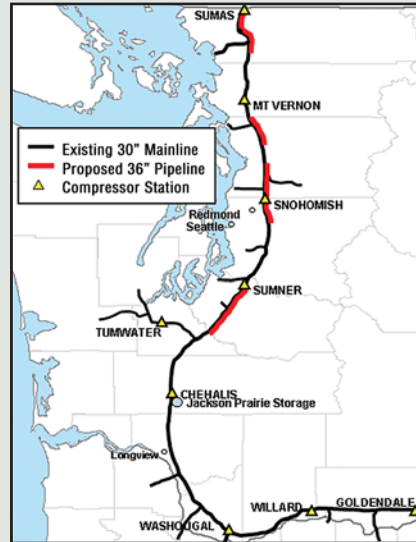 SUMAS
MT VERNON
Existing 30" Mainline
Proposed 36" Pipeline
Compressor Station
SNOHOMISH
Redmond
Seattle
SUMNER
TUMWATER
CHEHALIS
Jackson Prairie Storage
Longview
WILLARD
GOLDENDALE
WASHOUGAL